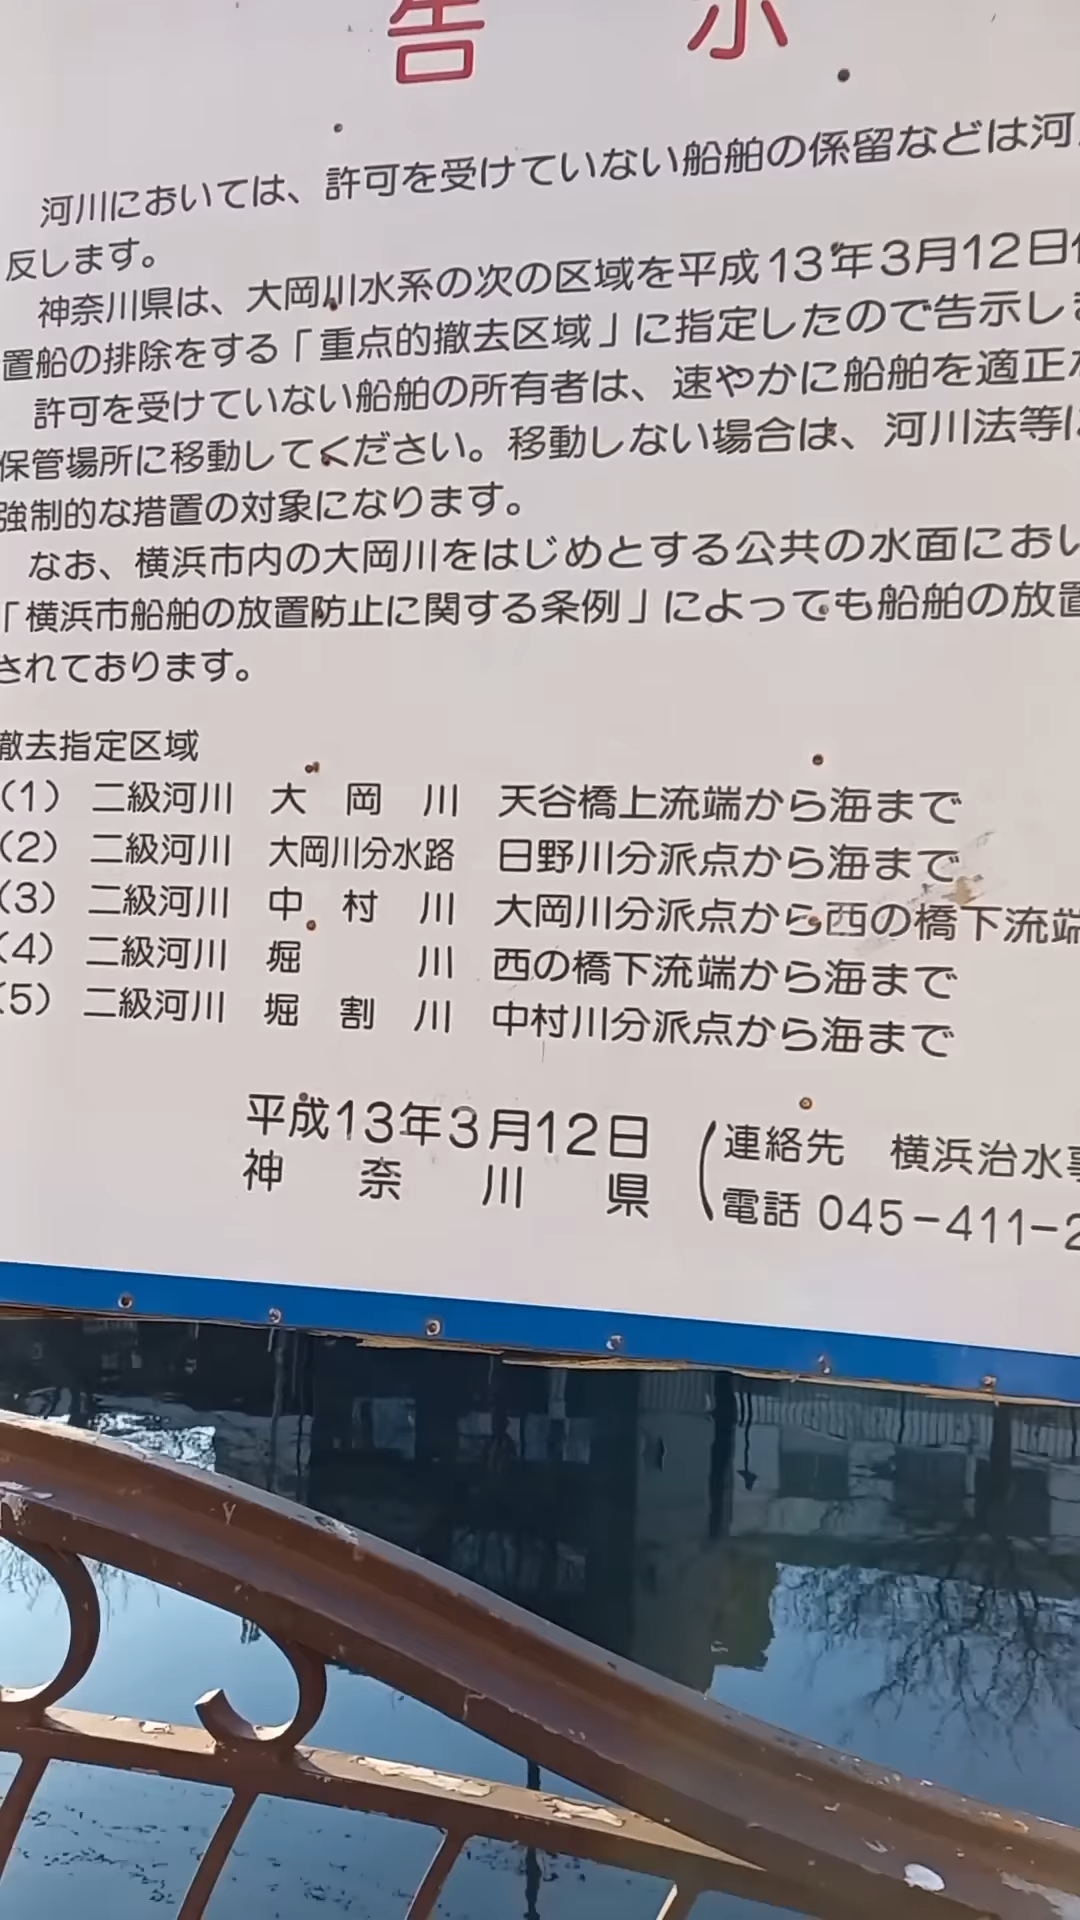 告示
河川においては、許可を受けていない船舶の係留などは河
反します。
神奈川県は、大岡川水系の次の区域を平成13年3月12日
置船の排除をする「重点的撤去区域」に指定したので告示し
許可を受けていない船舶の所有者は、速やかに船舶を適正
保管場所に移動してください。移動しない場合は、河川法等に
強制的な措置の対象になります。
なお、横浜市内の大岡川をはじめとする公共の水面におい
「横浜市船舶の放置防止に関する条例」によっても船舶の放置
されております。
撤去指定区域
(1) 二級河川 大岡川 天谷橋上流端から海まで
(2) 二級河川 大岡川分水路 日野川分派点から海まで
(3) 二級河川 中村川 大岡川分派点から西の橋下流端
(4) 二級河川 堀川 西の橋下流端から海まで
(5) 二級河川 堀割川 中村川分派点から海まで
平成13年3月12日
神奈川県
連絡先 横浜治水事
電話 045-411-2